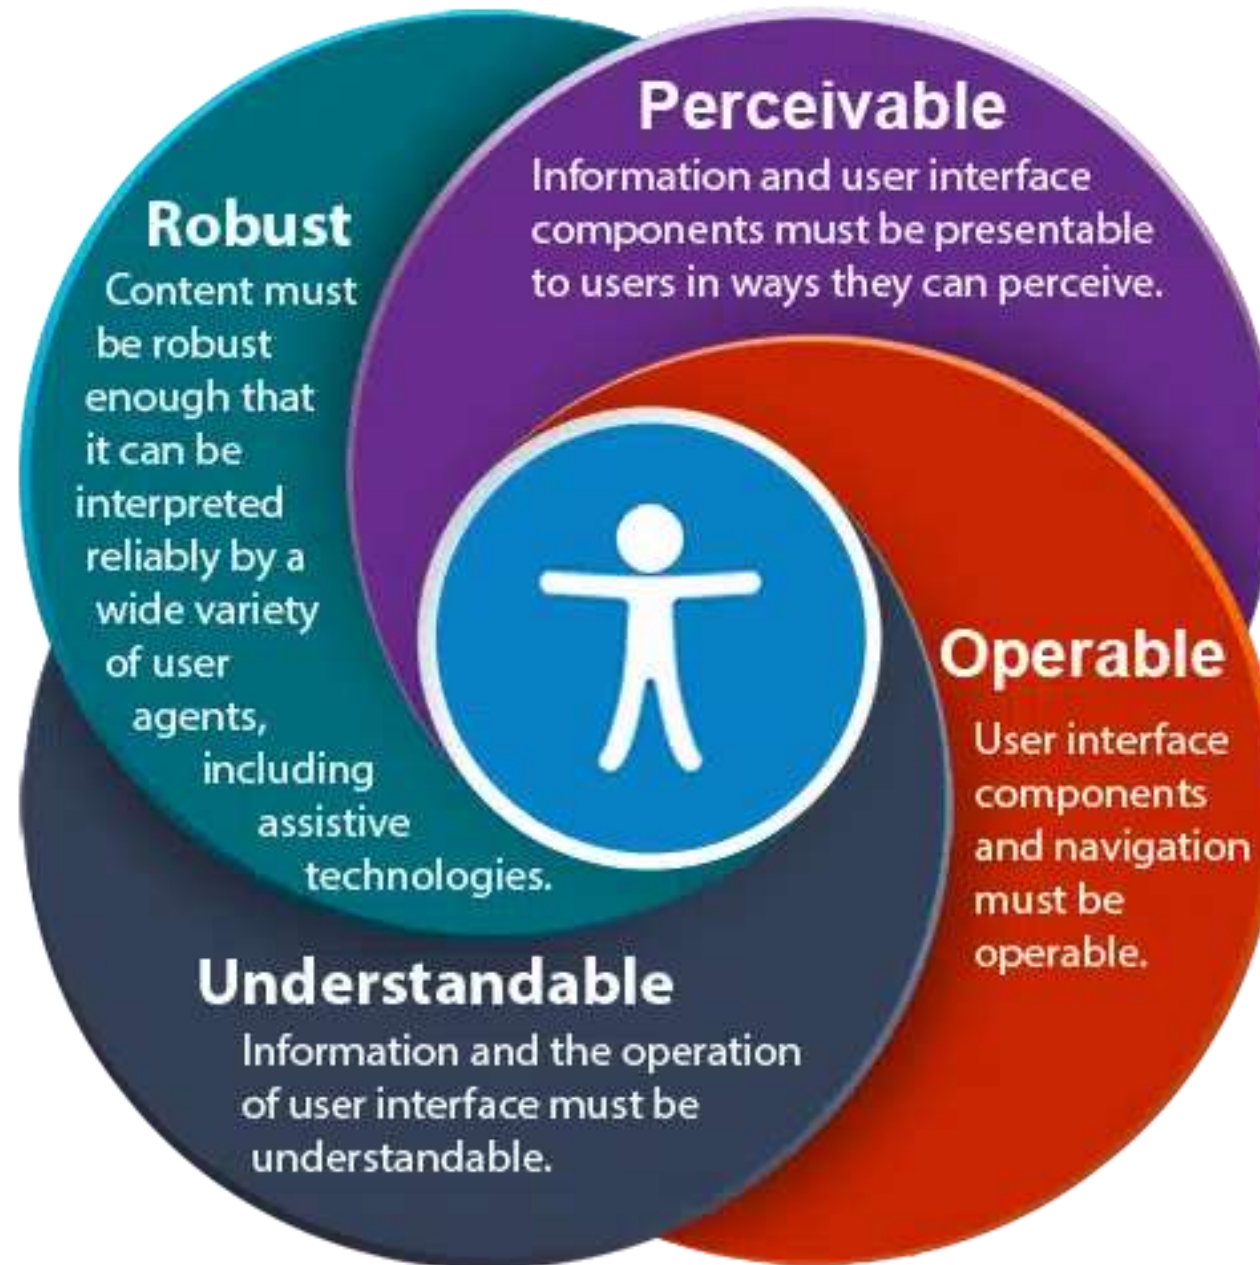 Perceivable
Information and user interface
components must be presentable
to users in ways they can perceive.
Operable
User interface
components
and navigation
must be
operable.
Understandable
Information and the operation
of user interface must be
understandable.
Robust
Content must
be robust
enough that
it can be
interpreted
reliably by a
wide variety
of user
agents,
including
assistive
technologies.